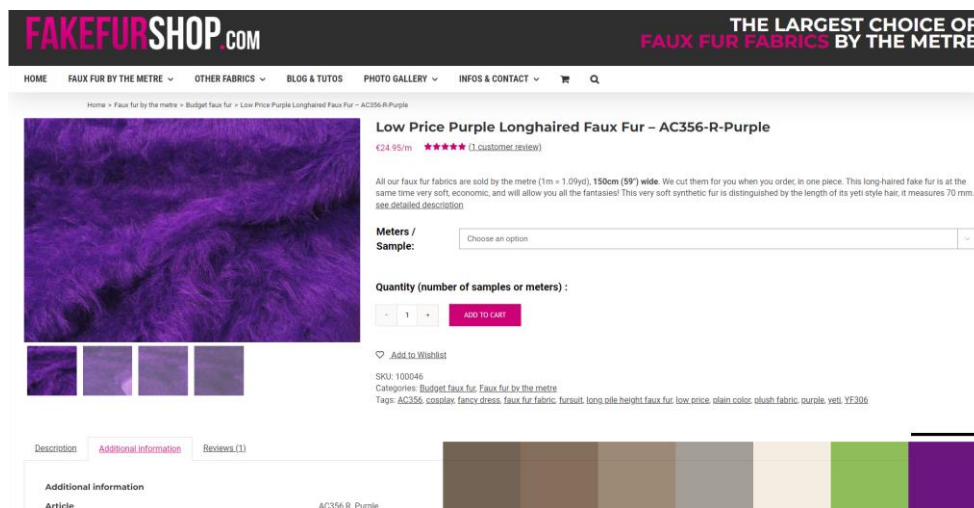 FAKEFURSHOP.COM
THE LARGEST CHOICE OF
FAUX FUR FABRICS BY THE METRE
HOME FAUX FUR BY THE METRE OTHER FABRICS BLOG & TUTOS PHOTO GALLERY INFOS & CONTACT
Home » Faux fur by the metre » Budget faux fur » Low Price Purple Longhaired Faux Fur – AC356-R-Purple
Low Price Purple Longhaired Faux Fur – AC356-R-Purple
€24.95/m ★★★★★ (1 customer review)
All our faux fur fabrics are sold by the metre (1m = 1.09yd), 150cm (59″) wide. We cut them for you when you order, in one piece. This long-haired fake fur is at the
same time very soft, economic, and will allow you all the fantasies! This very soft synthetic fur is distinguished by the length of its yeti style hair, it measures 70 mm.
see detailed description
Meters /
Sample:
Choose an option
Quantity (number of samples or meters) :
- 1 + ADD TO CART
Add to Wishlist
SKU: 100046
Categories: Budget faux fur, Faux fur by the metre
Tags: AC356, cosplay, fancy dress, faux fur fabric, fursuit, long pile height faux fur, low price, plain color, plush fabric, purple, yeti, YF306
Description Additional information Reviews (1)
Additional information
Article AC356 R Purple